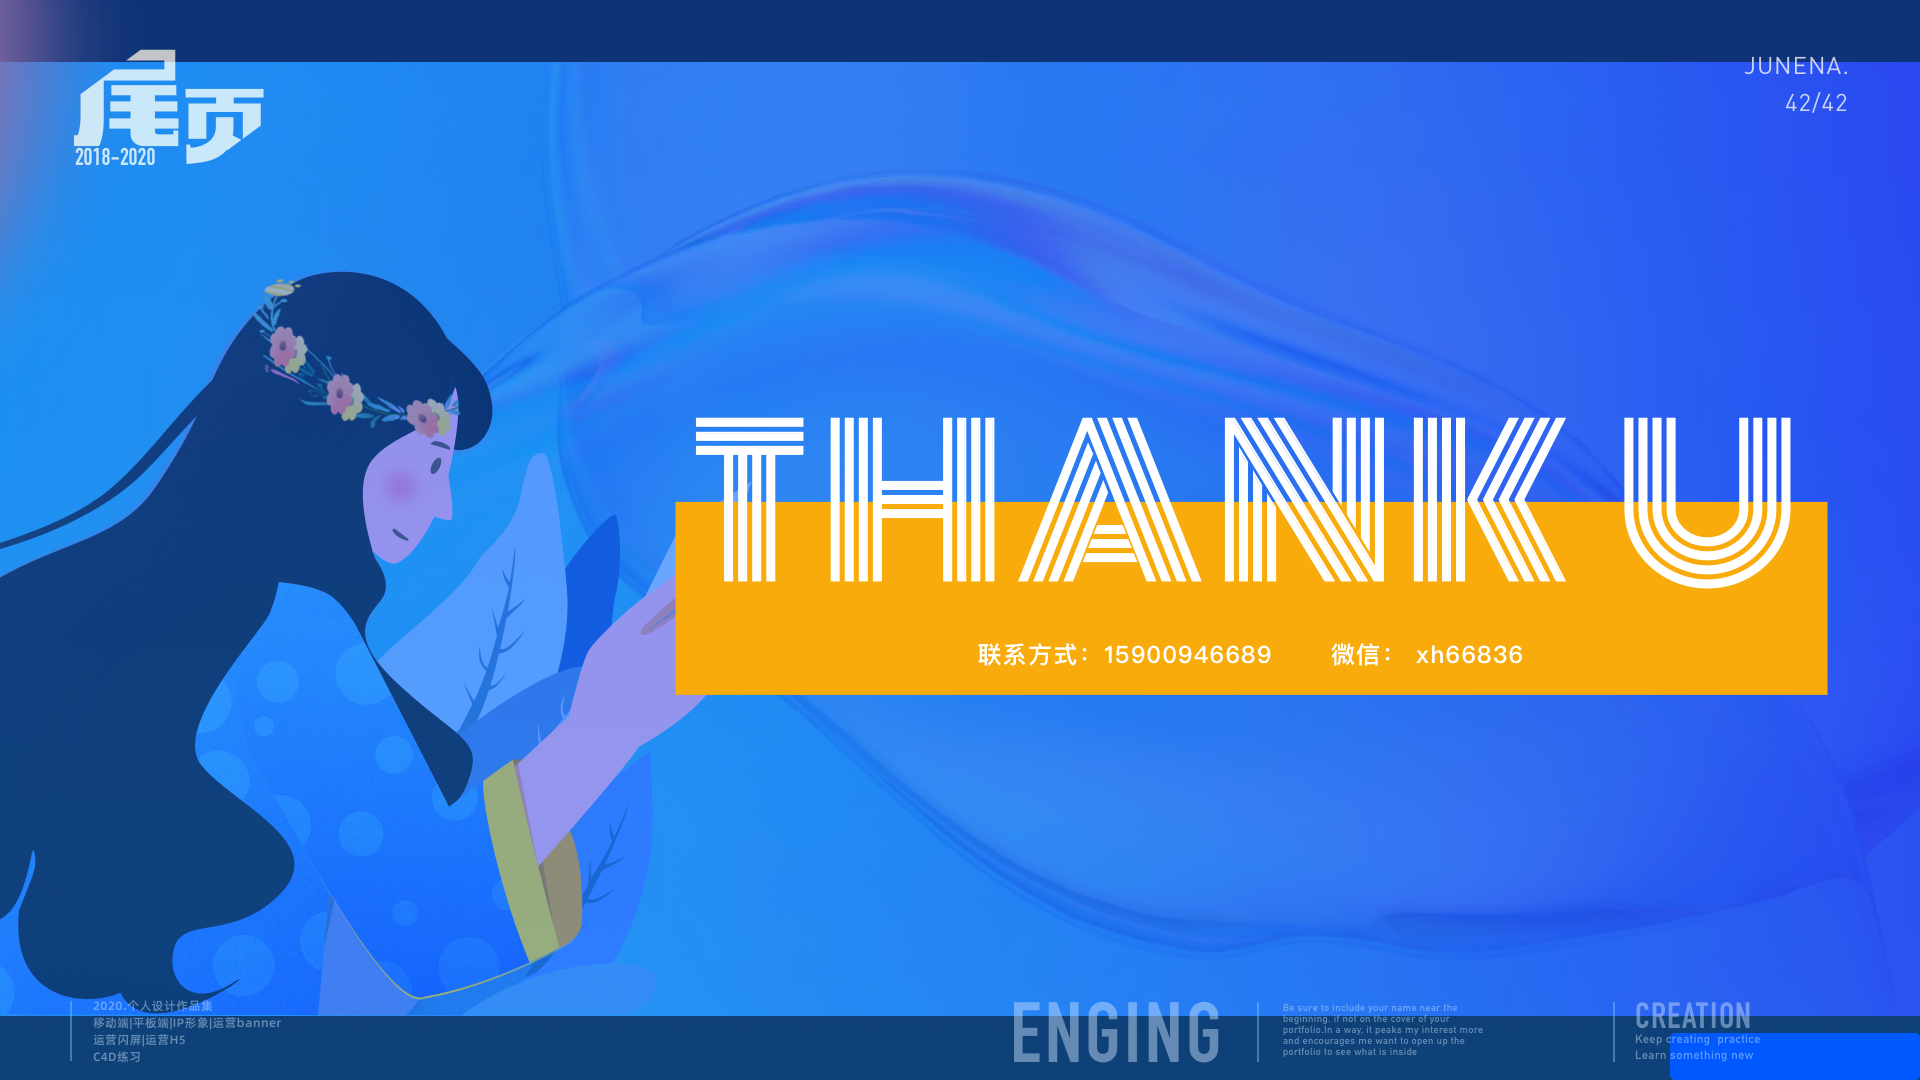 尾页
2018-2020
JUNENA.
42/42
THANK U
联系方式：15900946689 微信： xh66836
2020.个人设计作品集
移动端|平板端|IP形象|运营banner
运营闪屏|运营H5
C4D练习
ENGING
Be sure to include your name near the
beginning, if not on the cover of your
portfolio.In a way, it peaks my interest more
and encourages me want to open up the
portfolio to see what is inside
CREATION
Keep creating practice
Learn something new